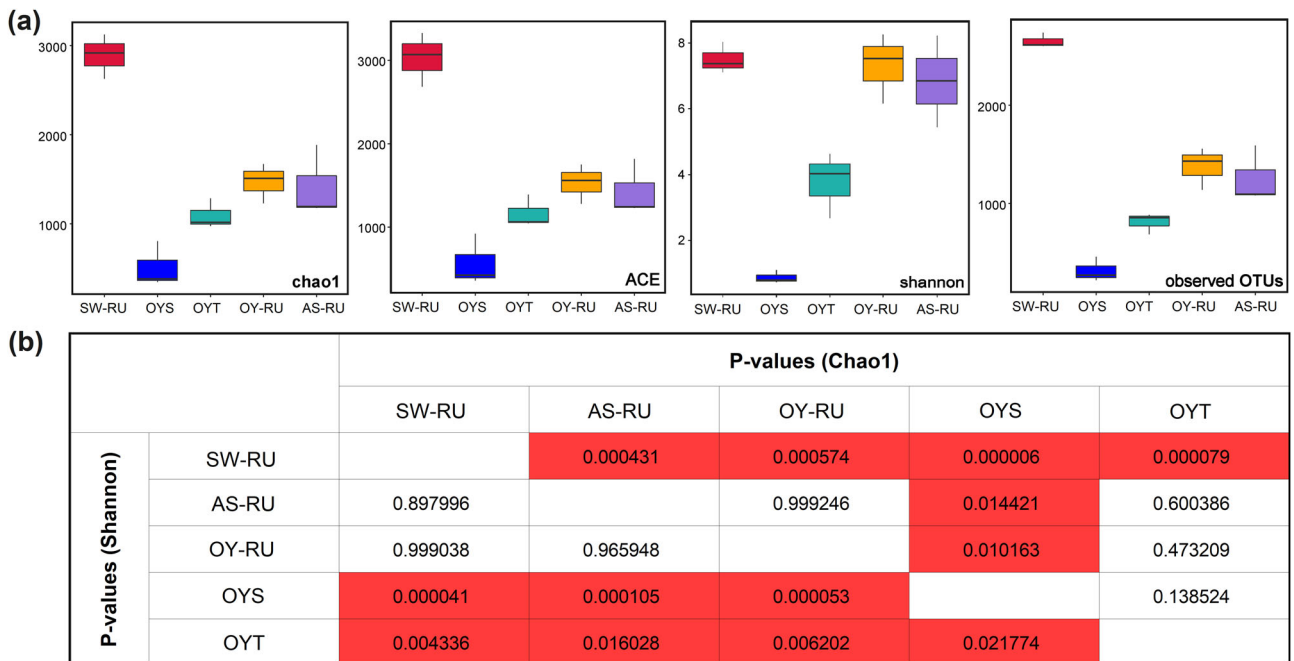 (a)
3000
2000
1000
chao1
SW-RU OYS OYT OY-RU AS-RU
3000
2000
1000
ACE
SW-RU OYS OYT OY-RU AS-RU
8
6
4
2
shannon
SW-RU OYS OYT OY-RU AS-RU
2000
1000
observed OTUs
SW-RU OYS OYT OY-RU AS-RU
(b)
P-values (Chao1)
SW-RU AS-RU OY-RU OYS OYT
P-values (Shannon)
SW-RU 0.000431 0.000574 0.000006 0.000079
AS-RU 0.897996 0.999246 0.014421 0.600386
OY-RU 0.999038 0.965948 0.010163 0.473209
OYS 0.000041 0.000105 0.000053 0.138524
OYT 0.004336 0.016028 0.006202 0.021774